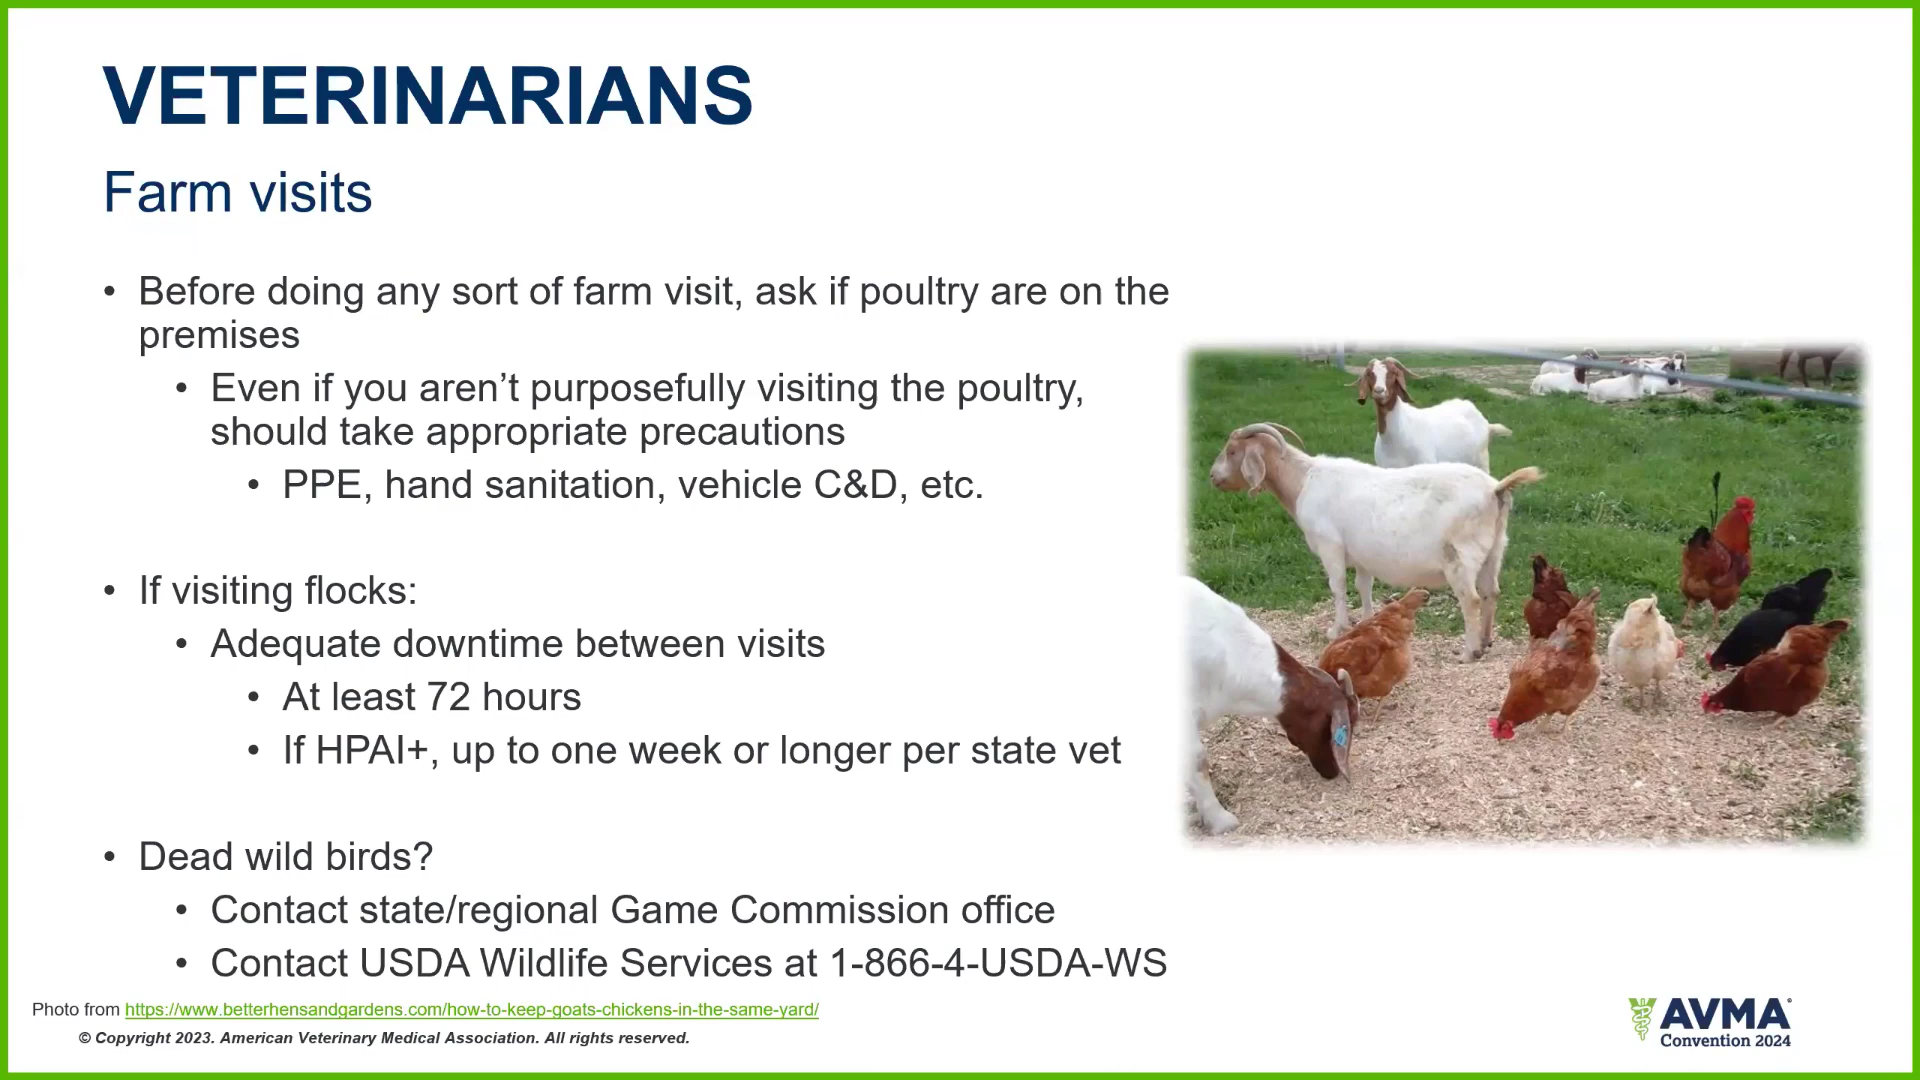 VETERINARIANS
Farm visits
• Before doing any sort of farm visit, ask if poultry are on the
premises
• Even if you aren’t purposefully visiting the poultry,
should take appropriate precautions
• PPE, hand sanitation, vehicle C&D, etc.
• If visiting flocks:
• Adequate downtime between visits
• At least 72 hours
• If HPAI+, up to one week or longer per state vet
• Dead wild birds?
• Contact state/regional Game Commission office
• Contact USDA Wildlife Services at 1-866-4-USDA-WS
Photo from https://www.betterhensandgardens.com/how-to-keep-goats-chickens-in-the-same-yard/
© Copyright 2023. American Veterinary Medical Association. All rights reserved.
AVMA
Convention 2024